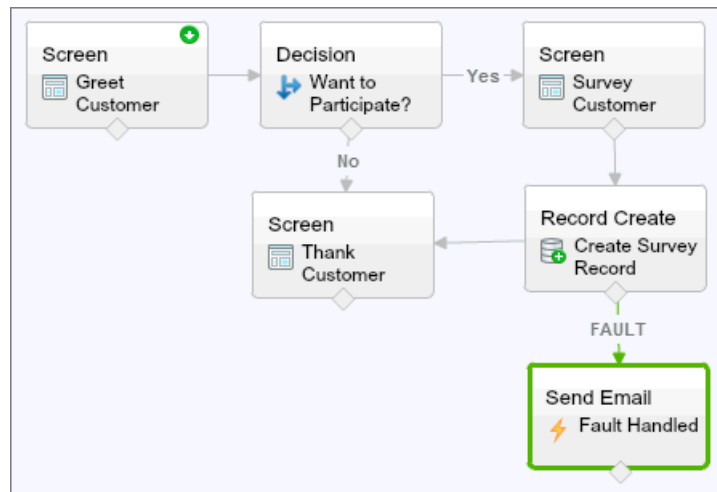 Screen
Greet
Customer
Decision
Want to
Participate?
Yes
Screen
Survey
Customer
No
Screen
Thank
Customer
Record Create
Create Survey
Record
FAULT
Send Email
Fault Handled